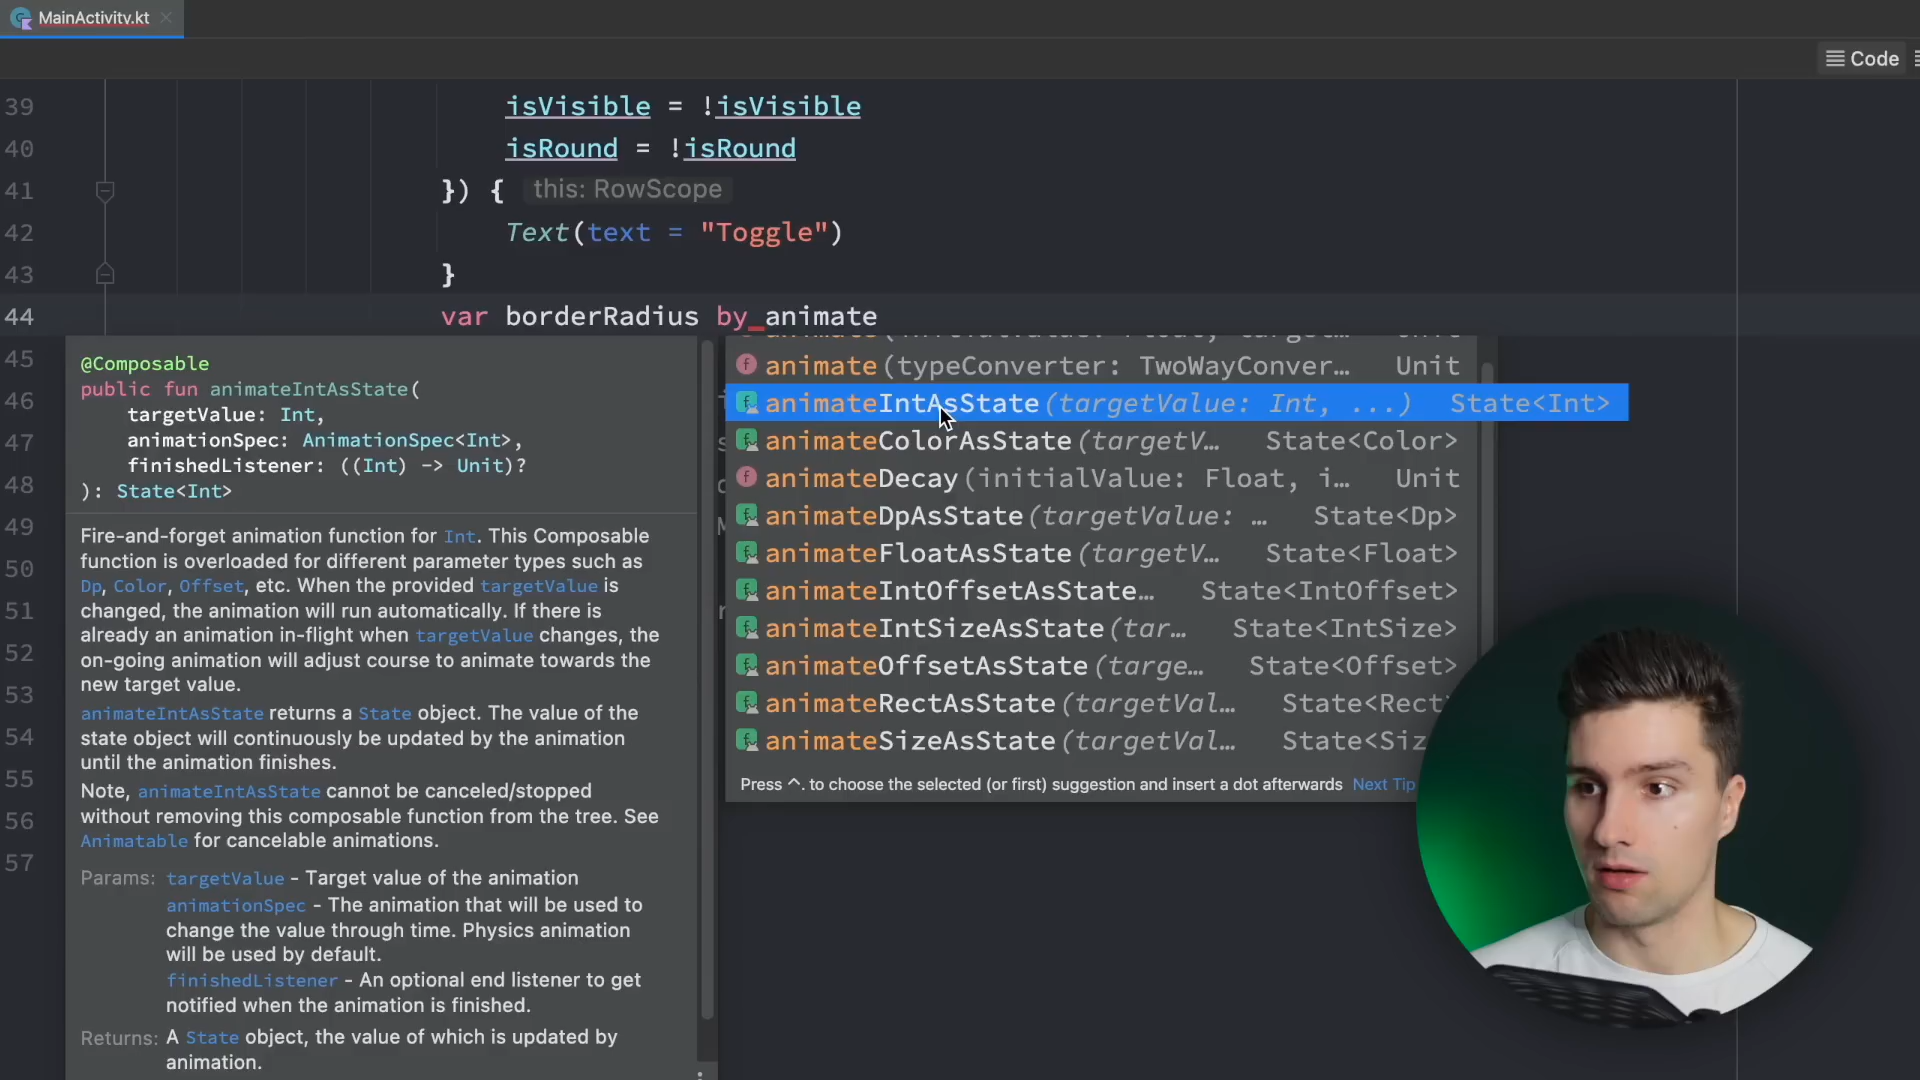 MainActivity.kt
Code
39 isVisible = !isVisible
40 isRound = !isRound
41 }) { this: RowScope
42 Text(text = "Toggle")
43 }
44 var borderRadius by animate
45
46
47
48
49
50
51
52
53
54
55
56
57
@Composable
public fun animateIntAsState(
targetValue: Int,
animationSpec: AnimationSpec<Int>,
finishedListener: ((Int) -> Unit)?
): State<Int>
Fire-and-forget animation function for Int. This Composable
function is overloaded for different parameter types such as
Dp, Color, Offset, etc. When the provided targetValue is
changed, the animation will run automatically. If there is
already an animation in-flight when targetValue changes, the
on-going animation will adjust course to animate towards the
new target value.
animateIntAsState returns a State object. The value of the
state object will continuously be updated by the animation
until the animation finishes.
Note, animateIntAsState cannot be canceled/stopped
without removing this composable function from the tree. See
Animatable for cancelable animations.
Params: targetValue - Target value of the animation
animationSpec - The animation that will be used to
change the value through time. Physics animation
will be used by default.
finishedListener - An optional end listener to get
notified when the animation is finished.
Returns: A State object, the value of which is updated by
animation.
animate(typeConverter: TwoWayConver… Unit
animateIntAsState(targetValue: Int, ...) State<Int>
animateColorAsState(targetV… State<Color>
animateDecay(initialValue: Float, i… Unit
animateDpAsState(targetValue: … State<Dp>
animateFloatAsState(targetV… State<Float>
animateIntOffsetAsState… State<IntOffset>
animateIntSizeAsState(tar… State<IntSize>
animateOffsetAsState(targe… State<Offset>
animateRectAsState(targetVal… State<Rect>
animateSizeAsState(targetVal… State<Siz
Press ^. to choose the selected (or first) suggestion and insert a dot afterwards Next Tip